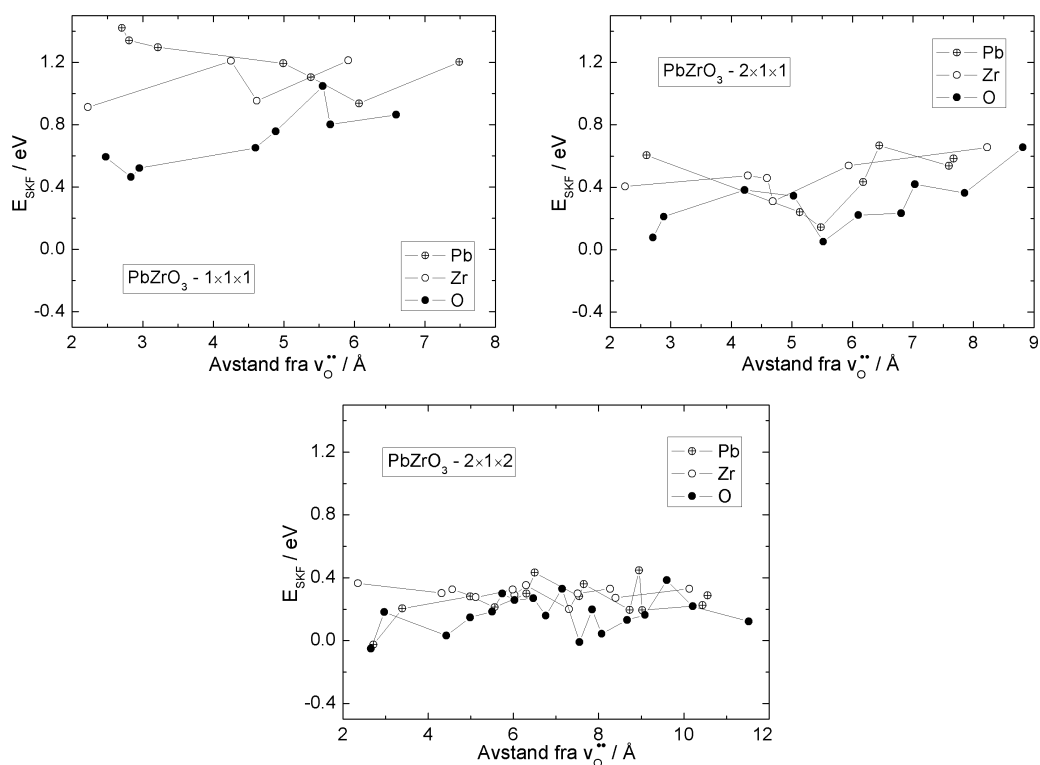 1.2
0.8
0.4
0.0
-0.4
E_SKF / eV
PbZrO₃ - 1×1×1
Pb
Zr
O
2 3 4 5 6 7 8
Avstand fra v_O^•• / Å
1.2
0.8
0.4
0.0
-0.4
E_SKF / eV
PbZrO₃ - 2×1×1
Pb
Zr
O
2 3 4 5 6 7 8 9
Avstand fra v_O^•• / Å
1.2
0.8
0.4
0.0
-0.4
E_SKF / eV
PbZrO₃ - 2×1×2
Pb
Zr
O
2 4 6 8 10 12
Avstand fra v_O^•• / Å